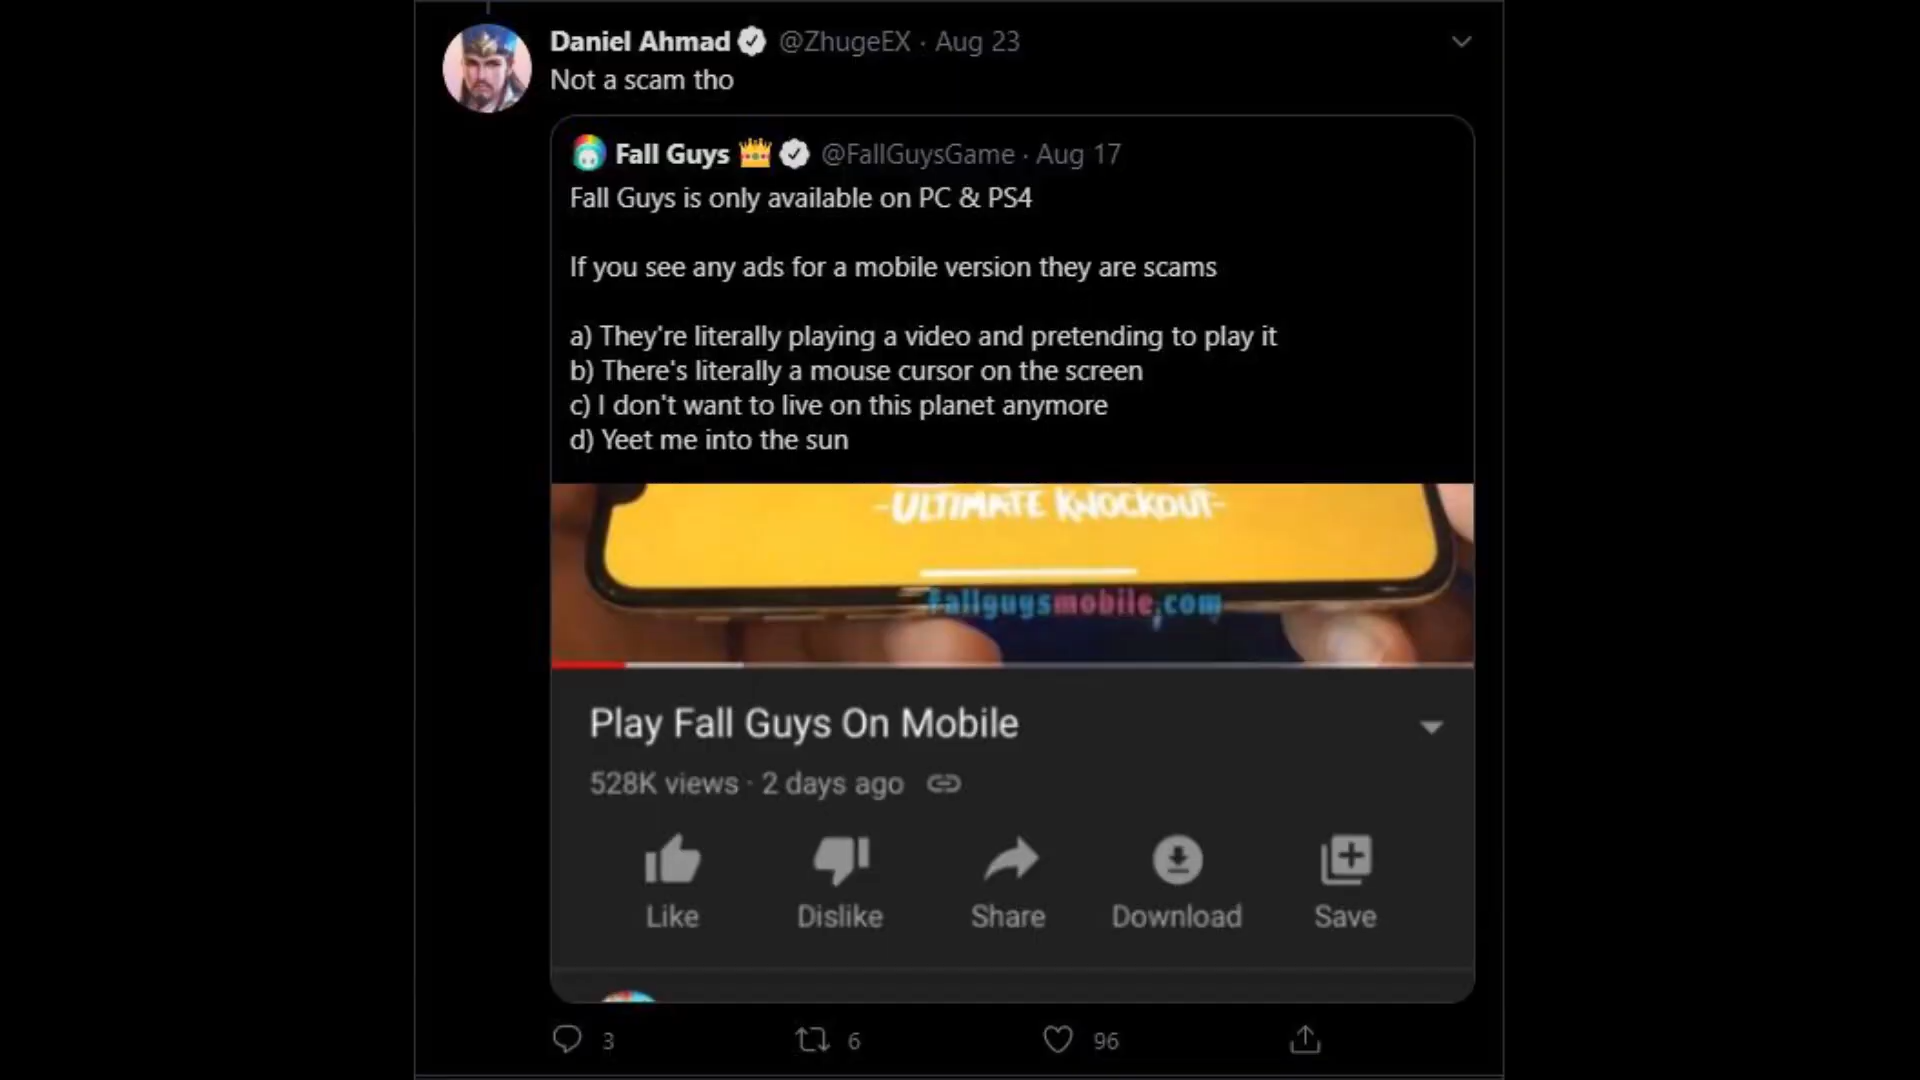 Daniel Ahmad @ZhugeEX · Aug 23
Not a scam tho
Fall Guys 👑 @FallGuysGame · Aug 17
Fall Guys is only available on PC & PS4
If you see any ads for a mobile version they are scams
a) They're literally playing a video and pretending to play it
b) There's literally a mouse cursor on the screen
c) I don't want to live on this planet anymore
d) Yeet me into the sun
-ULTIMATE KNOCKOUT-
fallguysmobile.com
Play Fall Guys On Mobile
528K views · 2 days ago
Like Dislike Share Download Save
3 6 96